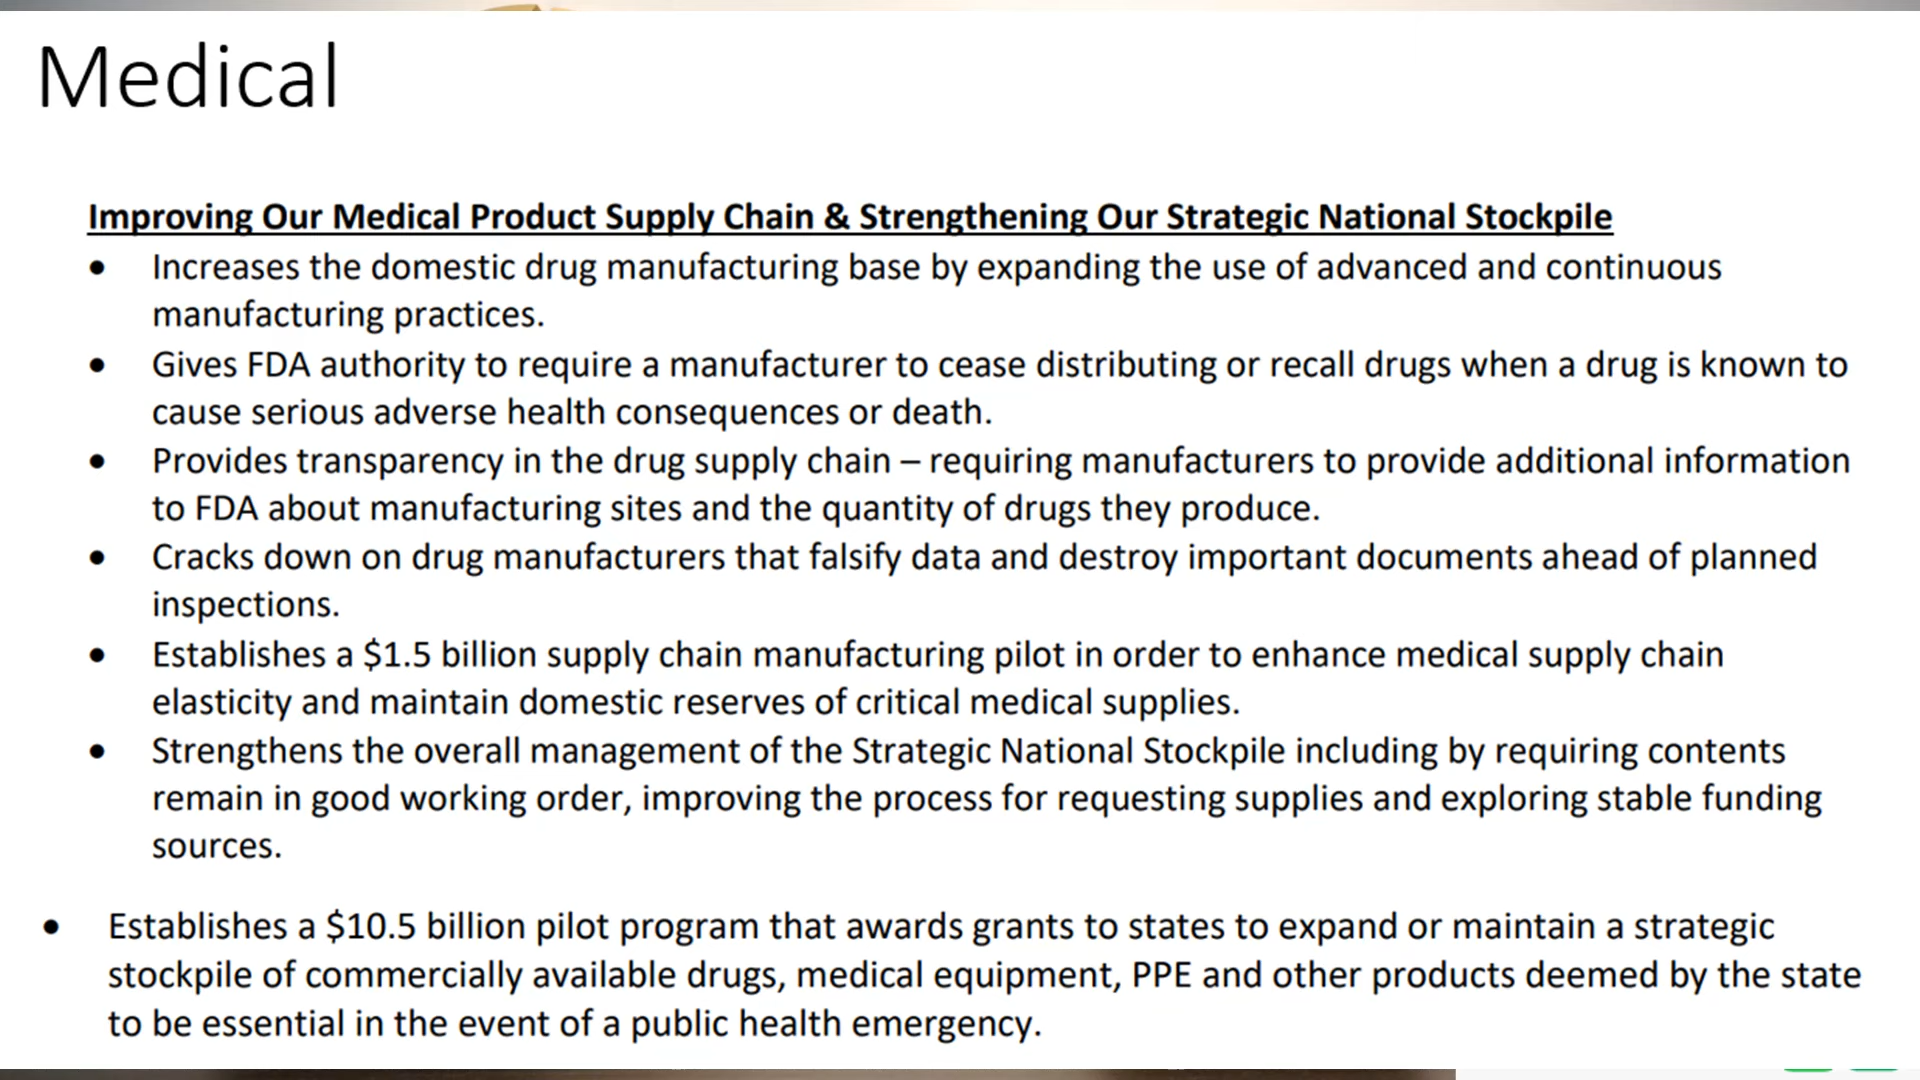 Medical
Improving Our Medical Product Supply Chain & Strengthening Our Strategic National Stockpile
• Increases the domestic drug manufacturing base by expanding the use of advanced and continuous
manufacturing practices.
• Gives FDA authority to require a manufacturer to cease distributing or recall drugs when a drug is known to
cause serious adverse health consequences or death.
• Provides transparency in the drug supply chain – requiring manufacturers to provide additional information
to FDA about manufacturing sites and the quantity of drugs they produce.
• Cracks down on drug manufacturers that falsify data and destroy important documents ahead of planned
inspections.
• Establishes a $1.5 billion supply chain manufacturing pilot in order to enhance medical supply chain
elasticity and maintain domestic reserves of critical medical supplies.
• Strengthens the overall management of the Strategic National Stockpile including by requiring contents
remain in good working order, improving the process for requesting supplies and exploring stable funding
sources.
• Establishes a $10.5 billion pilot program that awards grants to states to expand or maintain a strategic
stockpile of commercially available drugs, medical equipment, PPE and other products deemed by the state
to be essential in the event of a public health emergency.